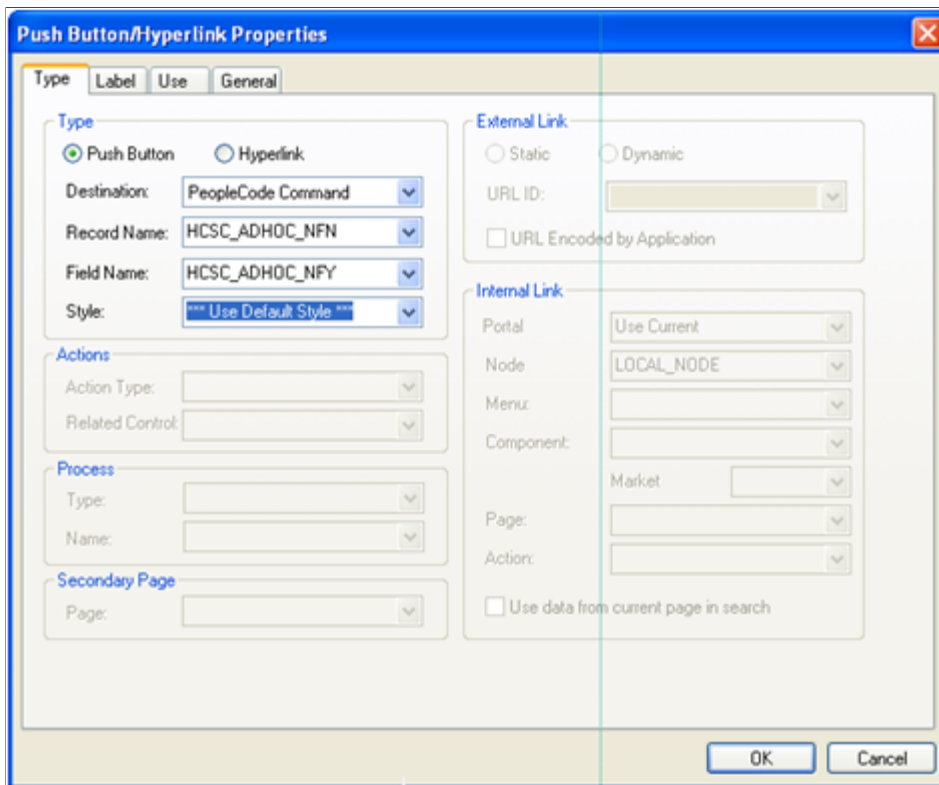 Push Button/Hyperlink Properties
Type Label Use General
Type
Push Button Hyperlink
Destination: PeopleCode Command
Record Name: HCSC_ADHOC_NFN
Field Name: HCSC_ADHOC_NFY
Style: *** Use Default Style ***
Actions
Action Type:
Related Control:
Process
Type:
Name:
Secondary Page
Page:
External Link
Static Dynamic
URL ID:
URL Encoded by Application
Internal Link
Portal Use Current
Node LOCAL_NODE
Menu:
Component:
Market
Page:
Action:
Use data from current page in search
OK Cancel